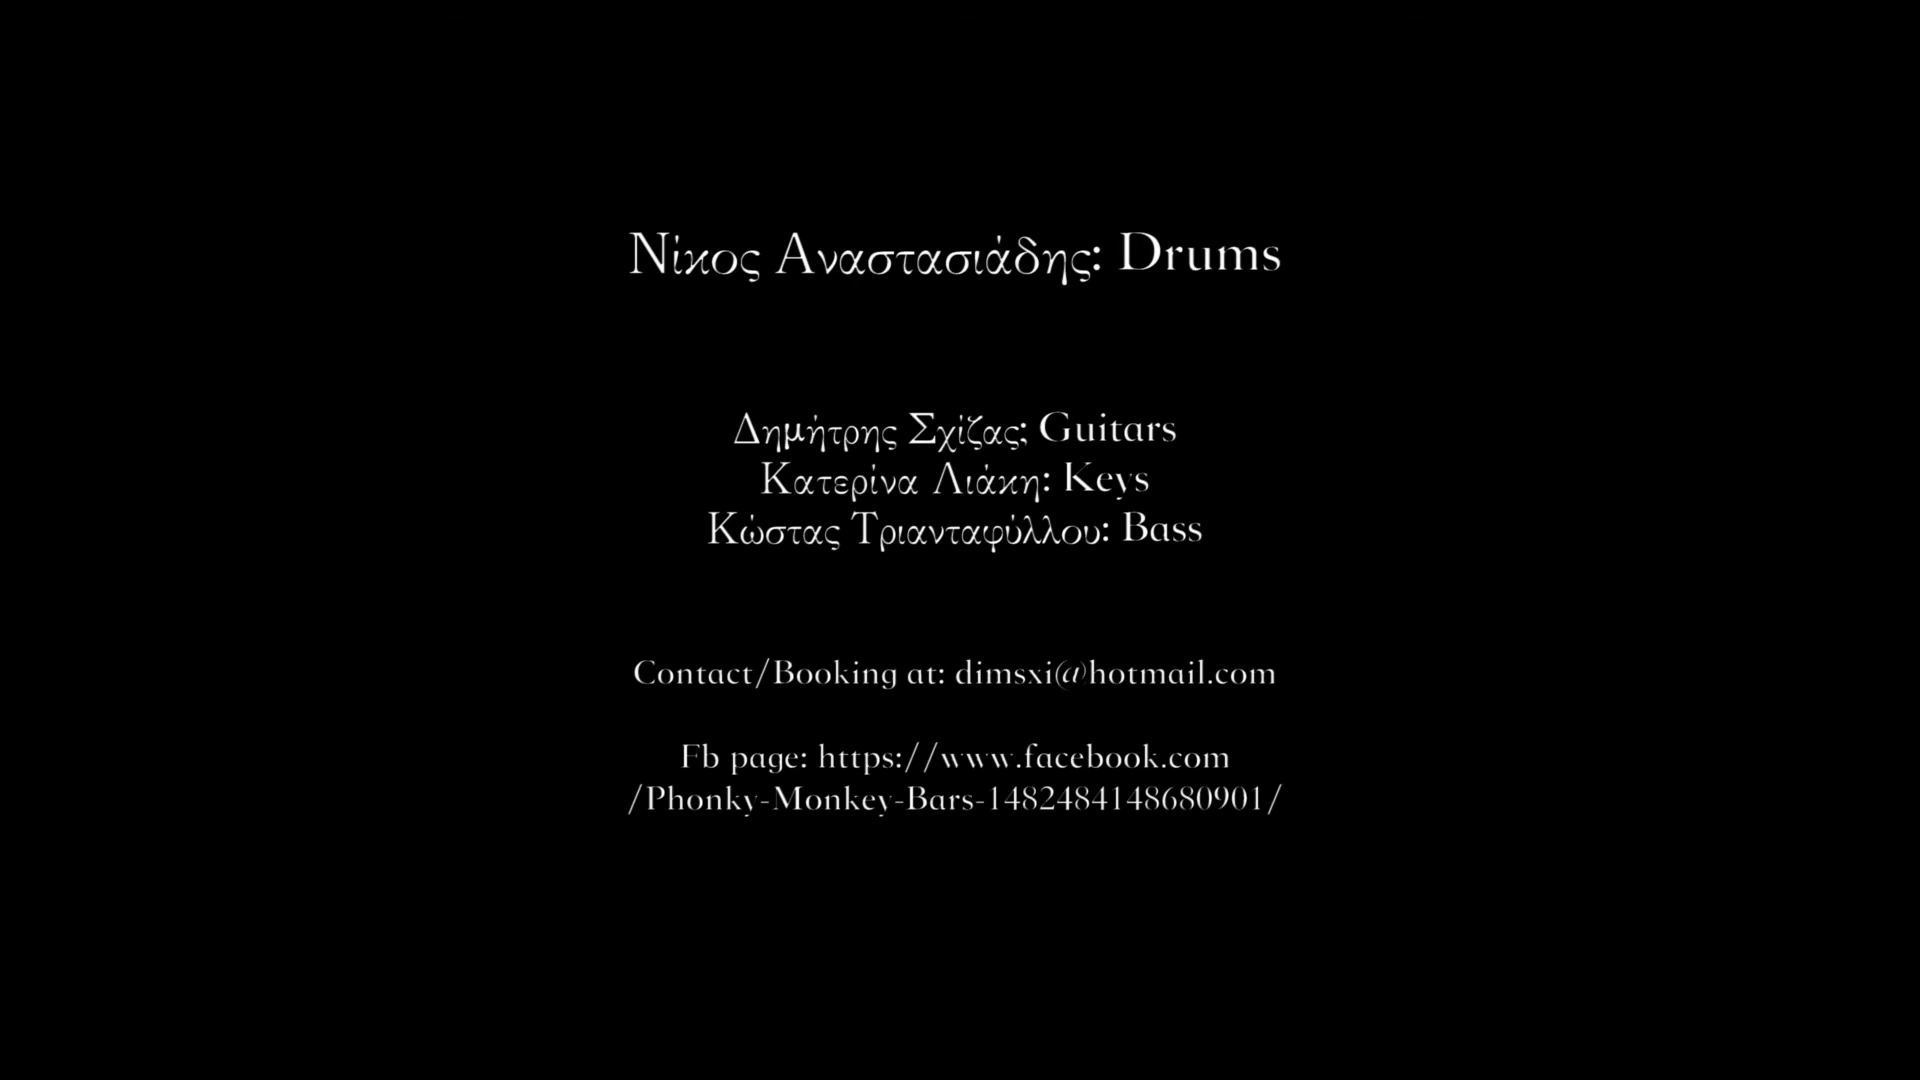 Νίκος Αναστασιάδης: Drums
Δημήτρης Σχίζας; Guitars
Κατερίνα Λιάκη: Keys
Κώστας Τριανταφύλλου: Bass
Contact/Booking at: dimsxi@hotmail.com
Fb page: https://www.facebook.com
/Phonky-Monkey-Bars-1482484148680901/